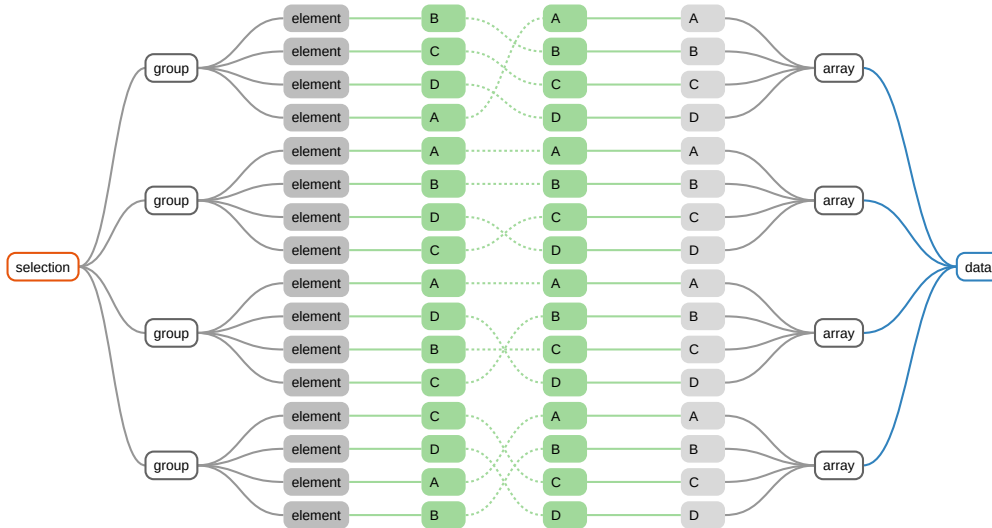 element B A A
element C B B
group array
element D C C
element A D D
element A A A
element B B B
group array
element D C C
element C D D
selection data
element A A A
element D B B
group array
element B C C
element C D D
element C A A
element D B B
group array
element A C C
element B D D